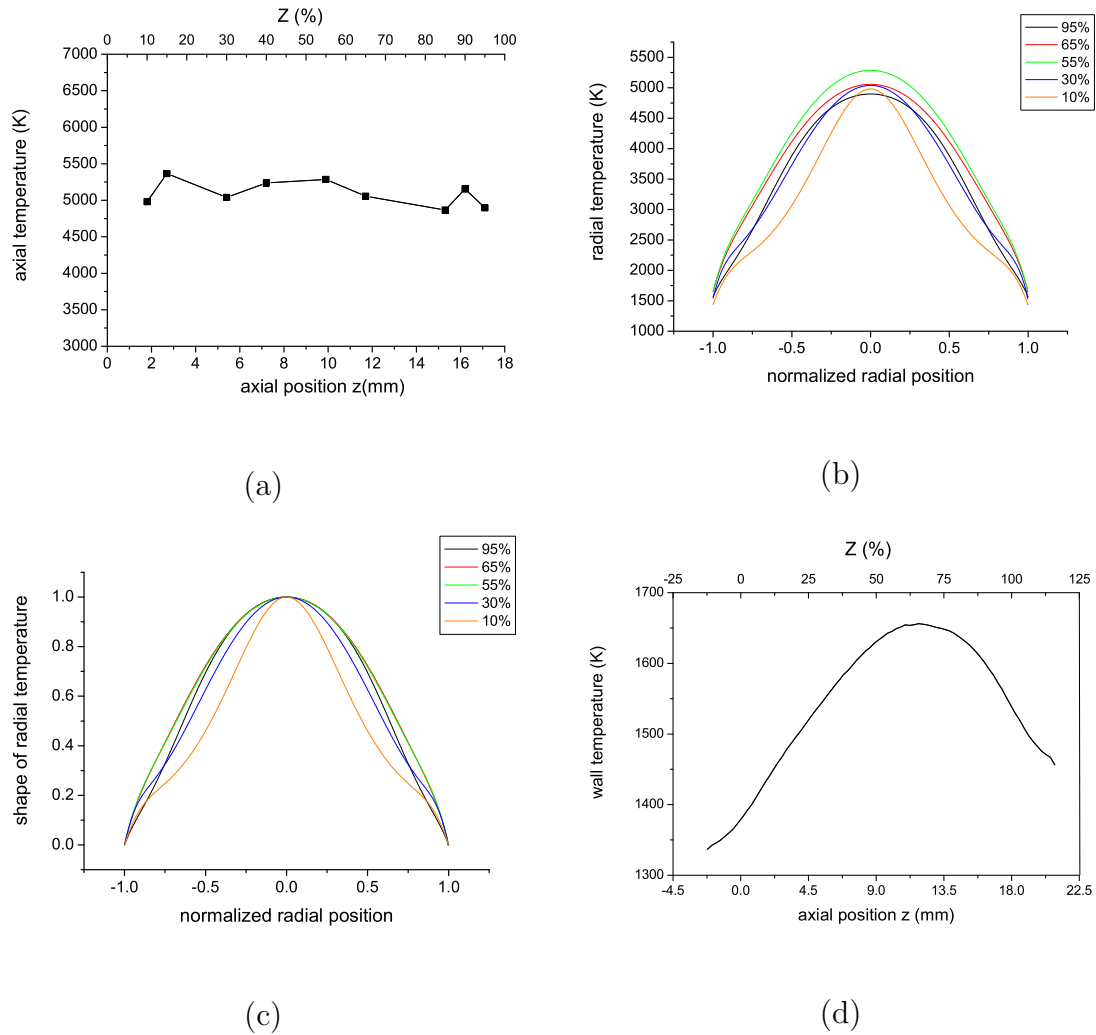 Z (%)
0 10 20 30 40 50 60 70 80 90 100
7000
6500
6000
5500
5000
4500
4000
3500
3000
axial temperature (K)
0 2 4 6 8 10 12 14 16 18
axial position z(mm)
(a)
95%
65%
55%
30%
10%
5500
5000
4500
4000
3500
3000
2500
2000
1500
1000
radial temperature (K)
-1.0 -0.5 0.0 0.5 1.0
normalized radial position
(b)
95%
65%
55%
30%
10%
1.0
0.8
0.6
0.4
0.2
0.0
shape of radial temperature
-1.0 -0.5 0.0 0.5 1.0
normalized radial position
(c)
Z (%)
-25 0 25 50 75 100 125
1700
1600
1500
1400
1300
wall temperature (K)
-4.5 0.0 4.5 9.0 13.5 18.0 22.5
axial position z (mm)
(d)